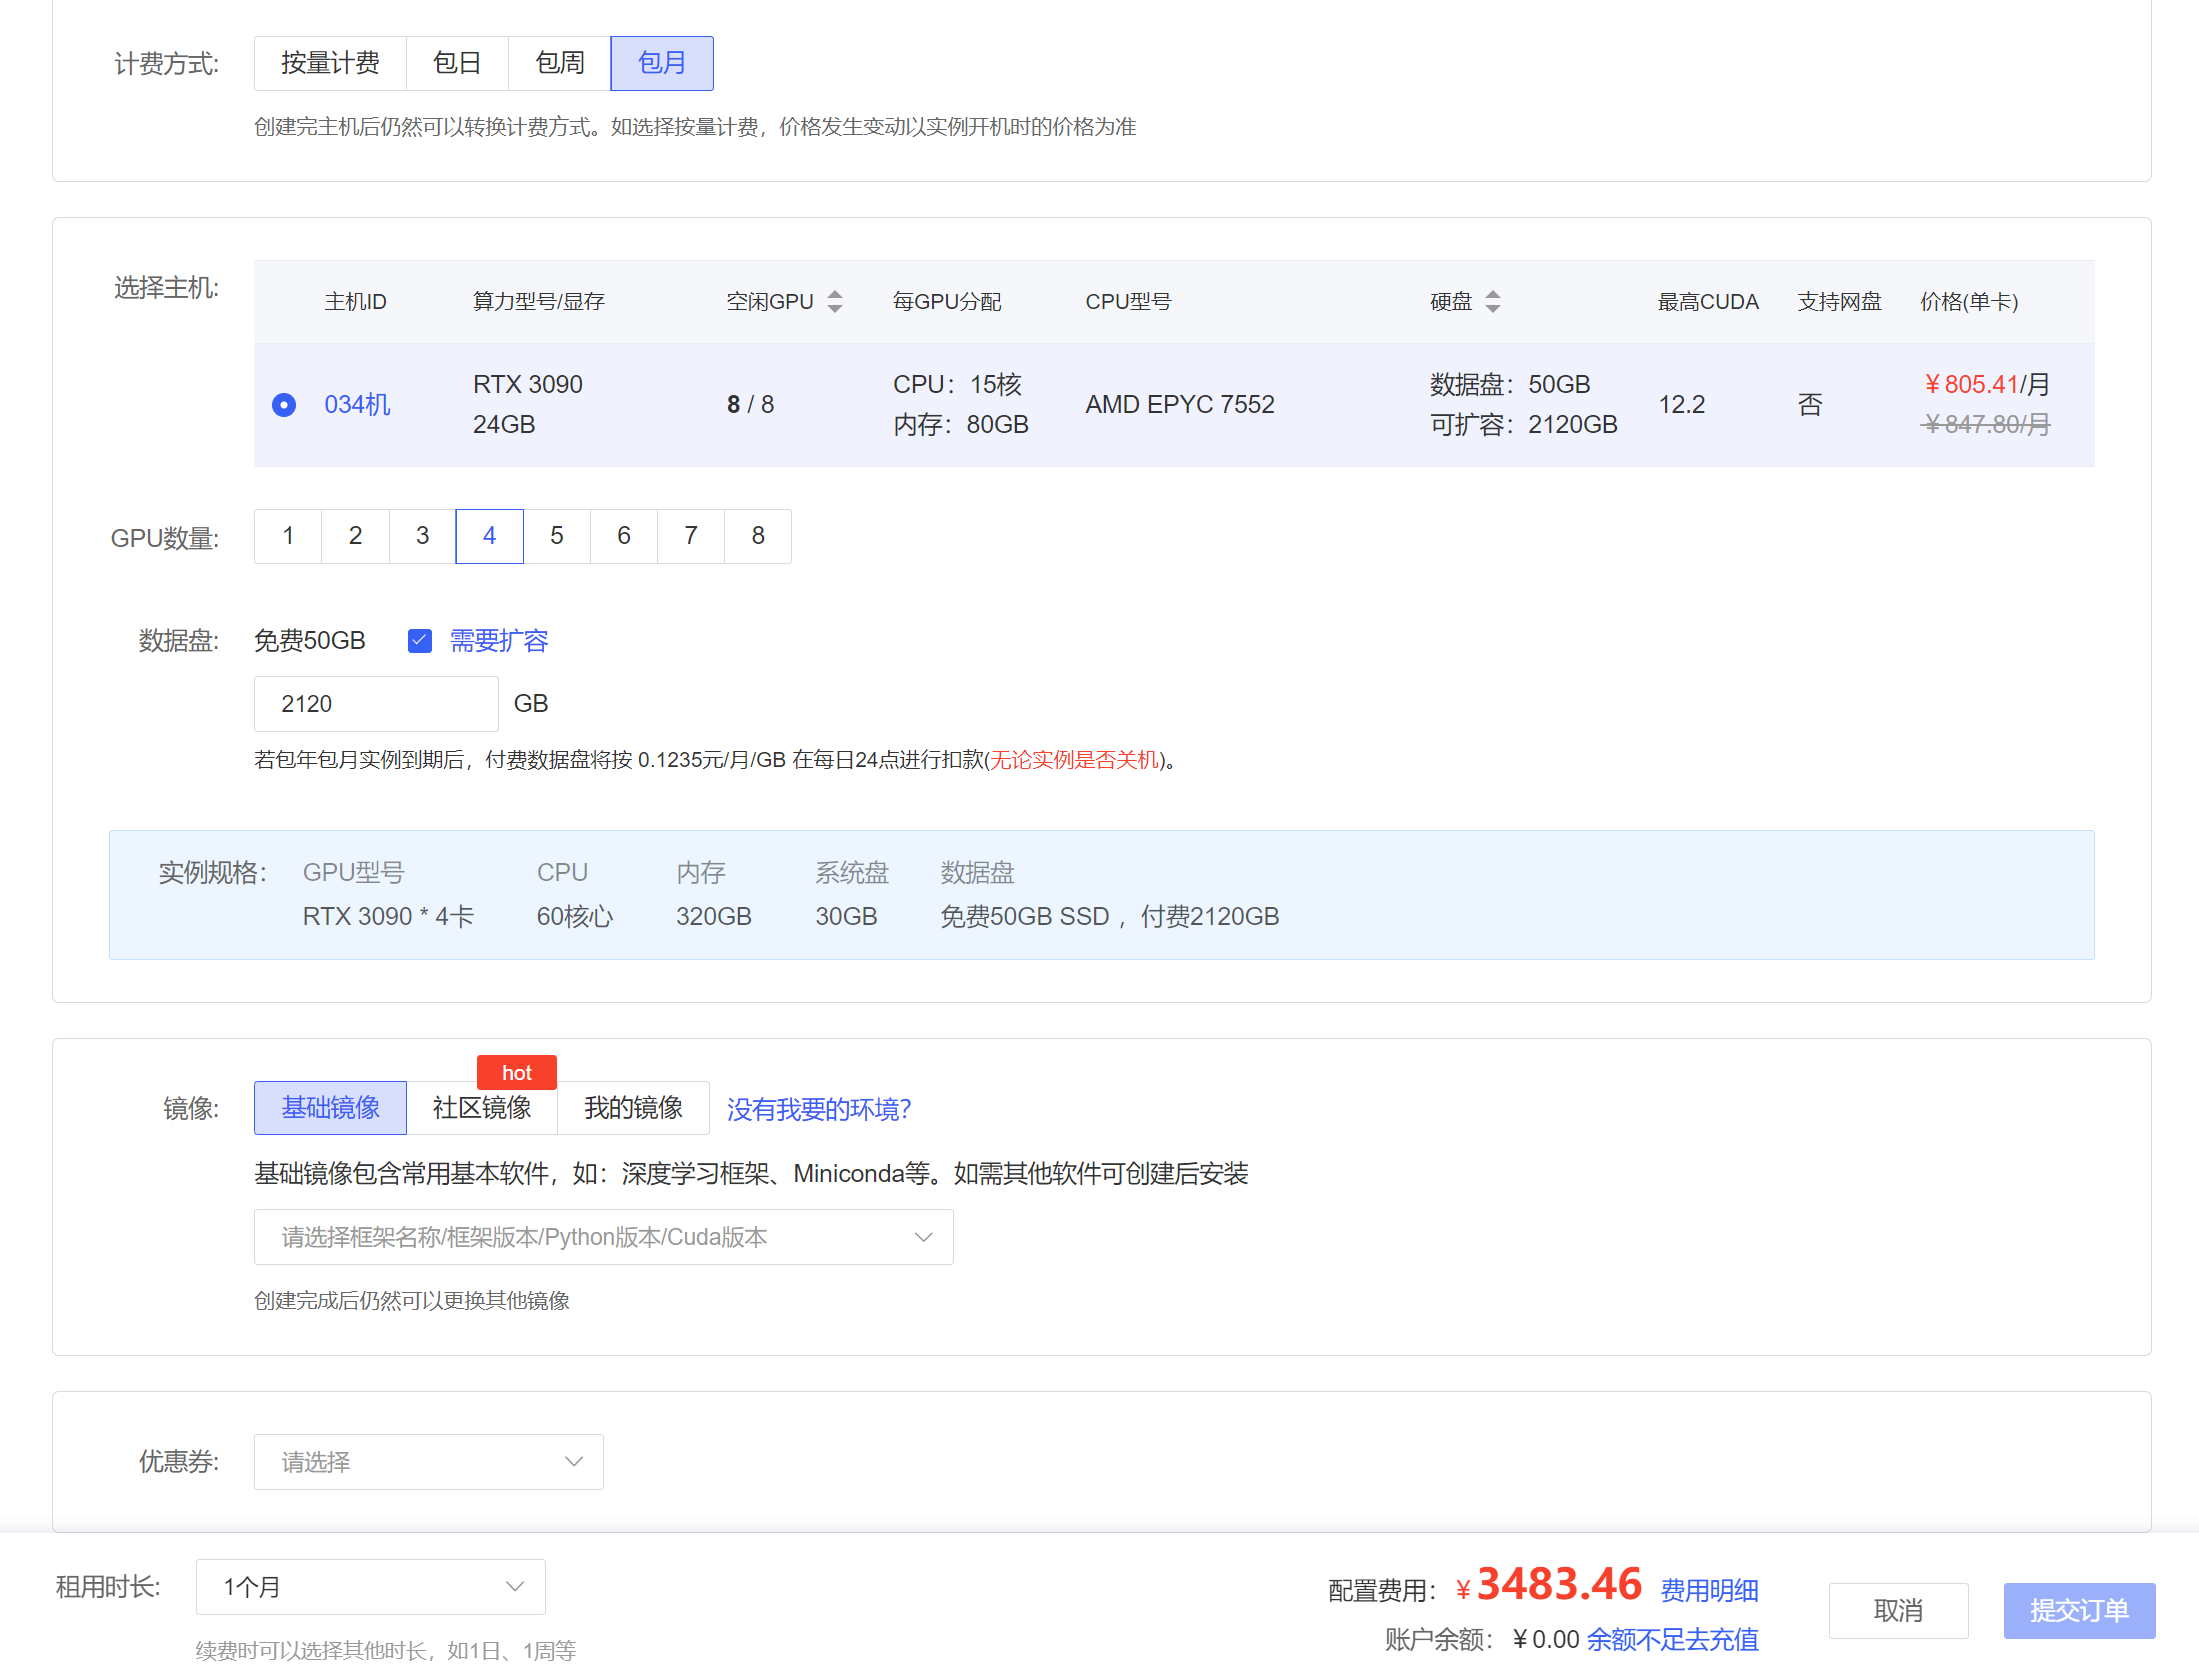 计费方式: 按量计费 包日 包周 包月
创建完主机后仍然可以转换计费方式。如选择按量计费，价格发生变动以实例开机时的价格为准
选择主机: 主机ID 算力型号/显存 空闲GPU 每GPU分配 CPU型号 硬盘 最高CUDA 支持网盘 价格(单卡)
034机 RTX 3090 24GB 8 / 8 CPU：15核 内存：80GB AMD EPYC 7552 数据盘：50GB 可扩容：2120GB 12.2 否 ￥805.41/月 ￥847.80/月
GPU数量: 1 2 3 4 5 6 7 8
数据盘: 免费50GB 需要扩容
2120 GB
若包年包月实例到期后，付费数据盘将按 0.1235元/月/GB 在每日24点进行扣款(无论实例是否关机)。
实例规格： GPU型号 CPU 内存 系统盘 数据盘
RTX 3090 * 4卡 60核心 320GB 30GB 免费50GB SSD ，付费2120GB
hot
镜像: 基础镜像 社区镜像 我的镜像 没有我要的环境？
基础镜像包含常用基本软件，如：深度学习框架、Miniconda等。如需其他软件可创建后安装
请选择框架名称/框架版本/Python版本/Cuda版本
创建完成后仍然可以更换其他镜像
优惠券: 请选择
租用时长: 1个月
续费时可以选择其他时长，如1日、1周等
配置费用：￥3483.46 费用明细
账户余额：￥0.00 余额不足去充值
取消 提交订单